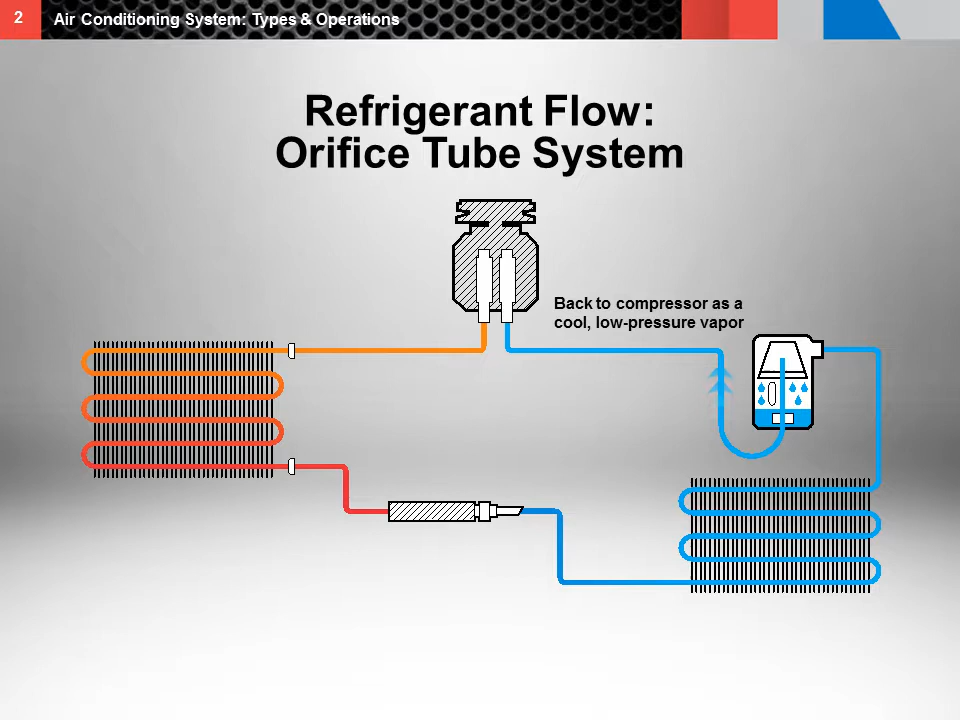 2
Air Conditioning System: Types & Operations
Refrigerant Flow:
Orifice Tube System
Back to compressor as a
cool, low-pressure vapor